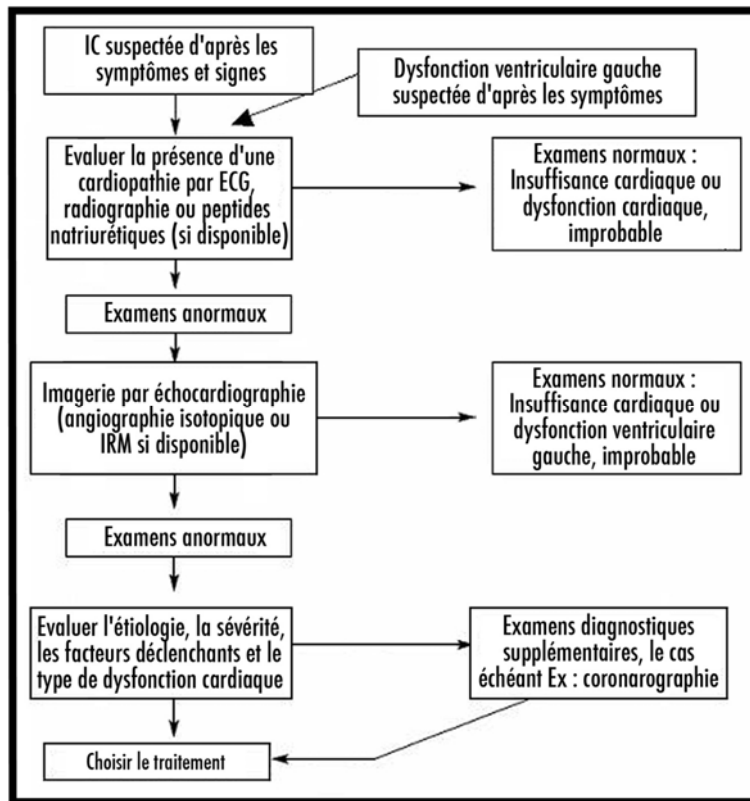 IC suspectée d'après les
symptômes et signes
Dysfonction ventriculaire gauche
suspectée d'après les symptômes
Evaluer la présence d'une
cardiopathie par ECG,
radiographie ou peptides
natriurétiques (si disponible)
Examens normaux :
Insuffisance cardiaque ou
dysfonction cardiaque,
improbable
Examens anormaux
Imagerie par échocardiographie
(angiographie isotopique ou
IRM si disponible)
Examens normaux :
Insuffisance cardiaque ou
dysfonction ventriculaire
gauche, improbable
Examens anormaux
Evaluer l'étiologie, la sévérité,
les facteurs déclenchants et le
type de dysfonction cardiaque
Examens diagnostiques
supplémentaires, le cas
échéant Ex : coronarographie
Choisir le traitement